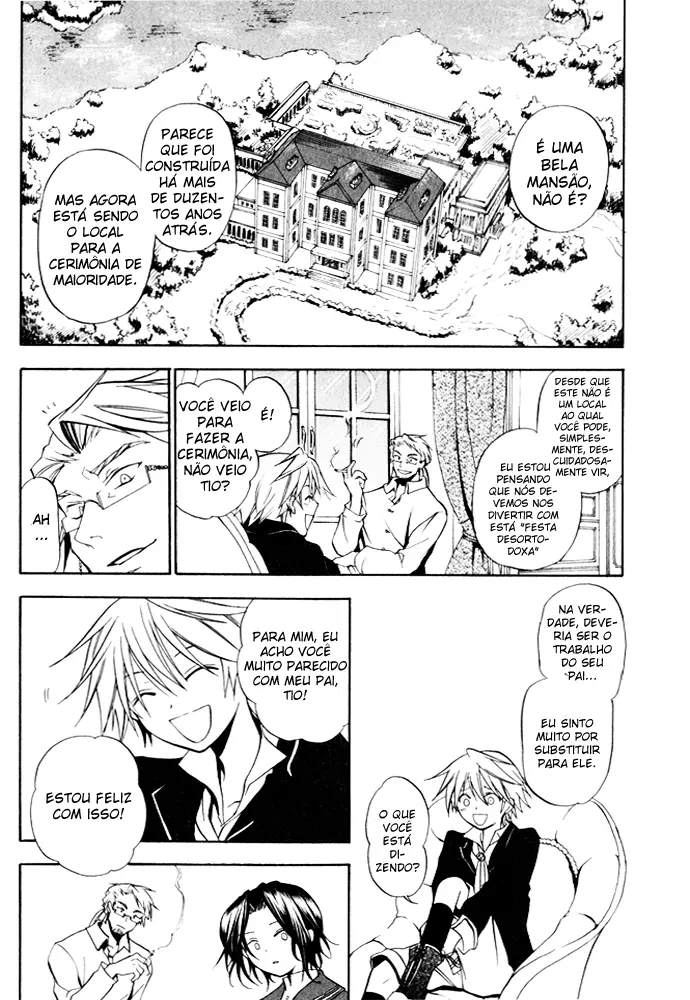 É UMA
BELA
MANSÃO,
NÃO É?
PARECE
QUE FOI
CONSTRUÍDA
HÁ MAIS
DE DUZEN-
TOS ANOS
ATRÁS.
MAS AGORA
ESTÁ SENDO
O LOCAL
PARA A
CERIMÔNIA DE
MAIORIDADE.
DESDE QUE
ESTE NÃO É
UM LOCAL
AO QUAL
VOCÊ PODE,
SIMPLES-
MENTE, DES-
CUIDADOSA-
MENTE VIR,
EU ESTOU
PENSANDO
QUE NÓS DE-
VEMOS NOS
DIVERTIR COM
ESTÁ "FESTA
DESORTO-
DOXA"
É!
VOCÊ VEIO
PARA
FAZER A
CERIMÔNIA,
NÃO VEIO
TIO?
AH
...
NA VER-
DADE, DEVE-
RIA SER O
TRABALHO
DO SEU
PAI...
EU SINTO
MUITO POR
SUBSTITUIR
PARA ELE.
O QUE
VOCÊ
ESTÁ
DI-
ZENDO?
PARA MIM, EU
ACHO VOCÊ
MUITO PARECIDO
COM MEU PAI,
TIO!
ESTOU FELIZ
COM ISSO!